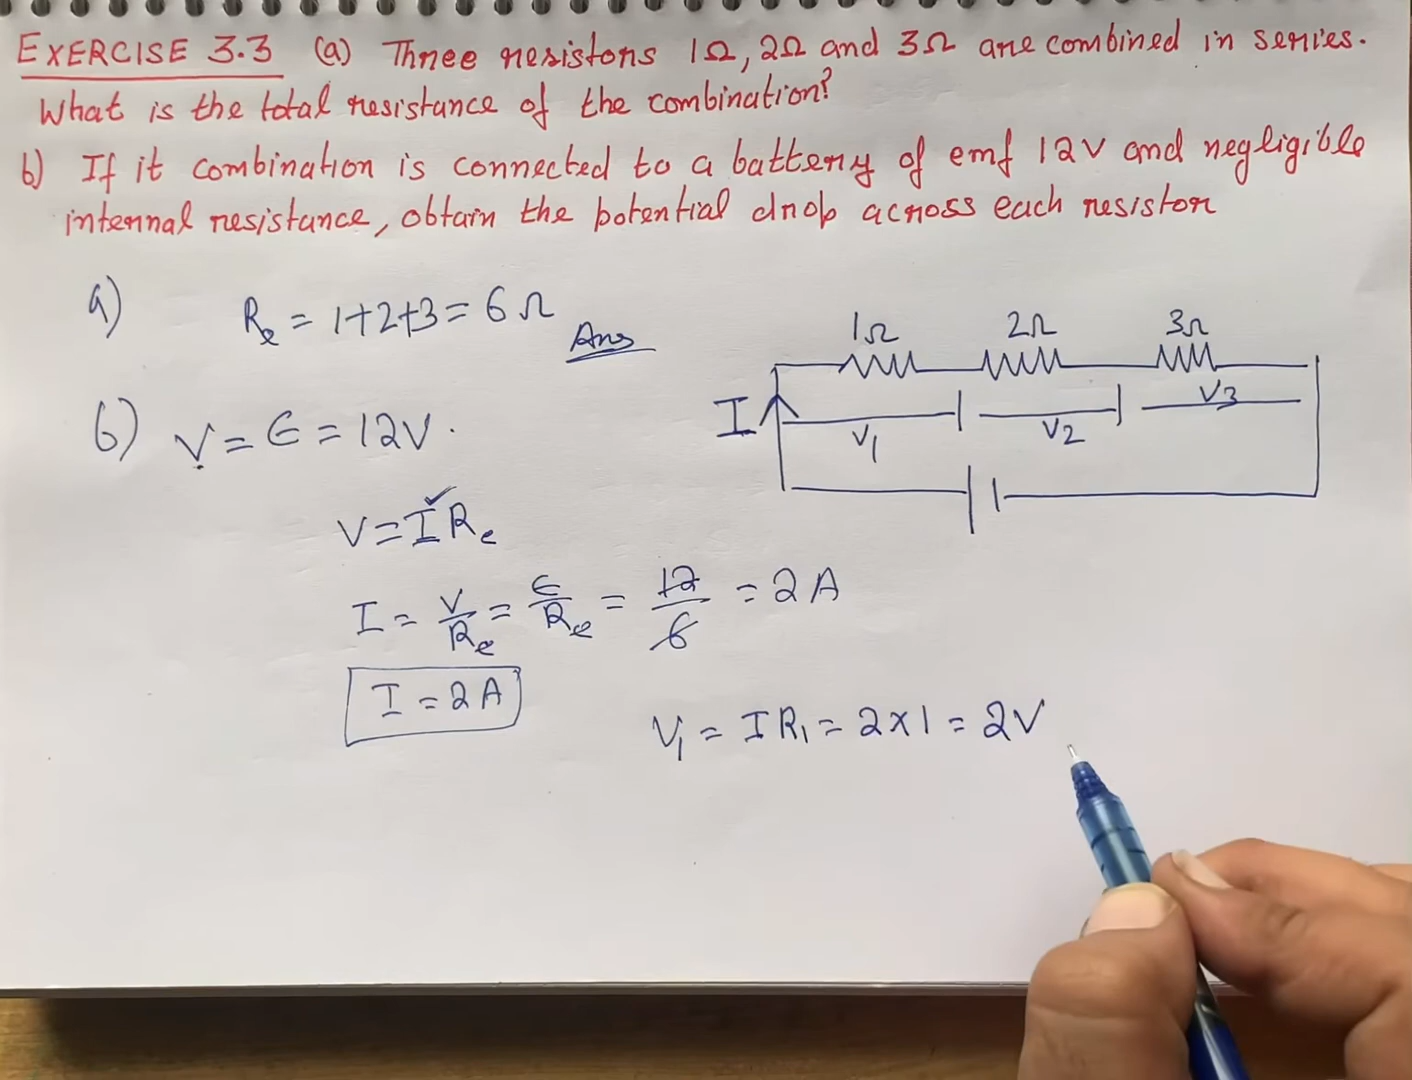 EXERCISE 3.3 (a) Three resistors 1Ω, 2Ω and 3Ω are combined in series.
What is the total resistance of the combination?
b) If it combination is connected to a battery of emf 12V and negligible
internal resistance, obtain the potential drop across each resistor
a) Re = 1+2+3 = 6Ω
Ans
1Ω 2Ω 3Ω
I V1 V2 V3
b) V = ε = 12V.
V = IRe
I = V/Re = ε/Re = 12/6 = 2A
I = 2A
V1 = IR1 = 2×1 = 2V